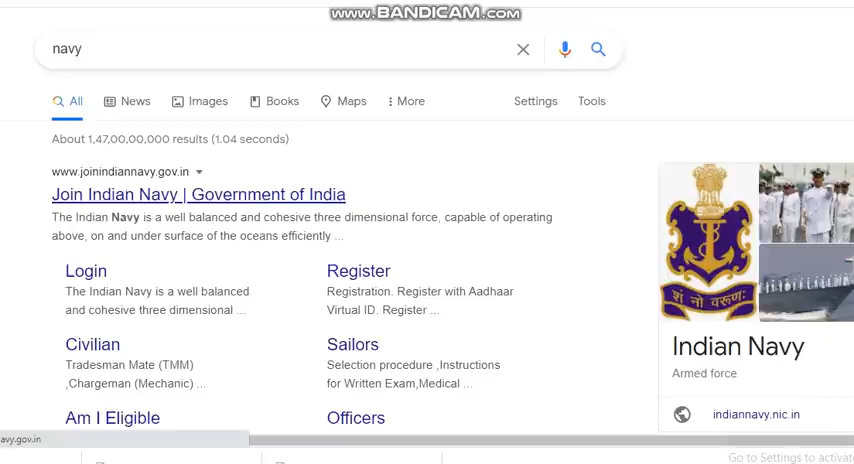 www.BANDICAM.com
navy
All News Images Books Maps More Settings Tools
About 1,47,00,00,000 results (1.04 seconds)
www.joinindiannavy.gov.in
Join Indian Navy | Government of India
The Indian Navy is a well balanced and cohesive three dimensional force, capable of operating
above, on and under surface of the oceans efficiently ...
Login
The Indian Navy is a well balanced
and cohesive three dimensional ...
Register
Registration. Register with Aadhaar
Virtual ID. Register ...
Civilian
Tradesman Mate (TMM)
,Chargeman (Mechanic) ...
Sailors
Selection procedure ,Instructions
for Written Exam,Medical ...
Am I Eligible
Officers
शं नो वरुणः
Indian Navy
Armed force
indiannavy.nic.in
avy.gov.in
Go to Settings to activate